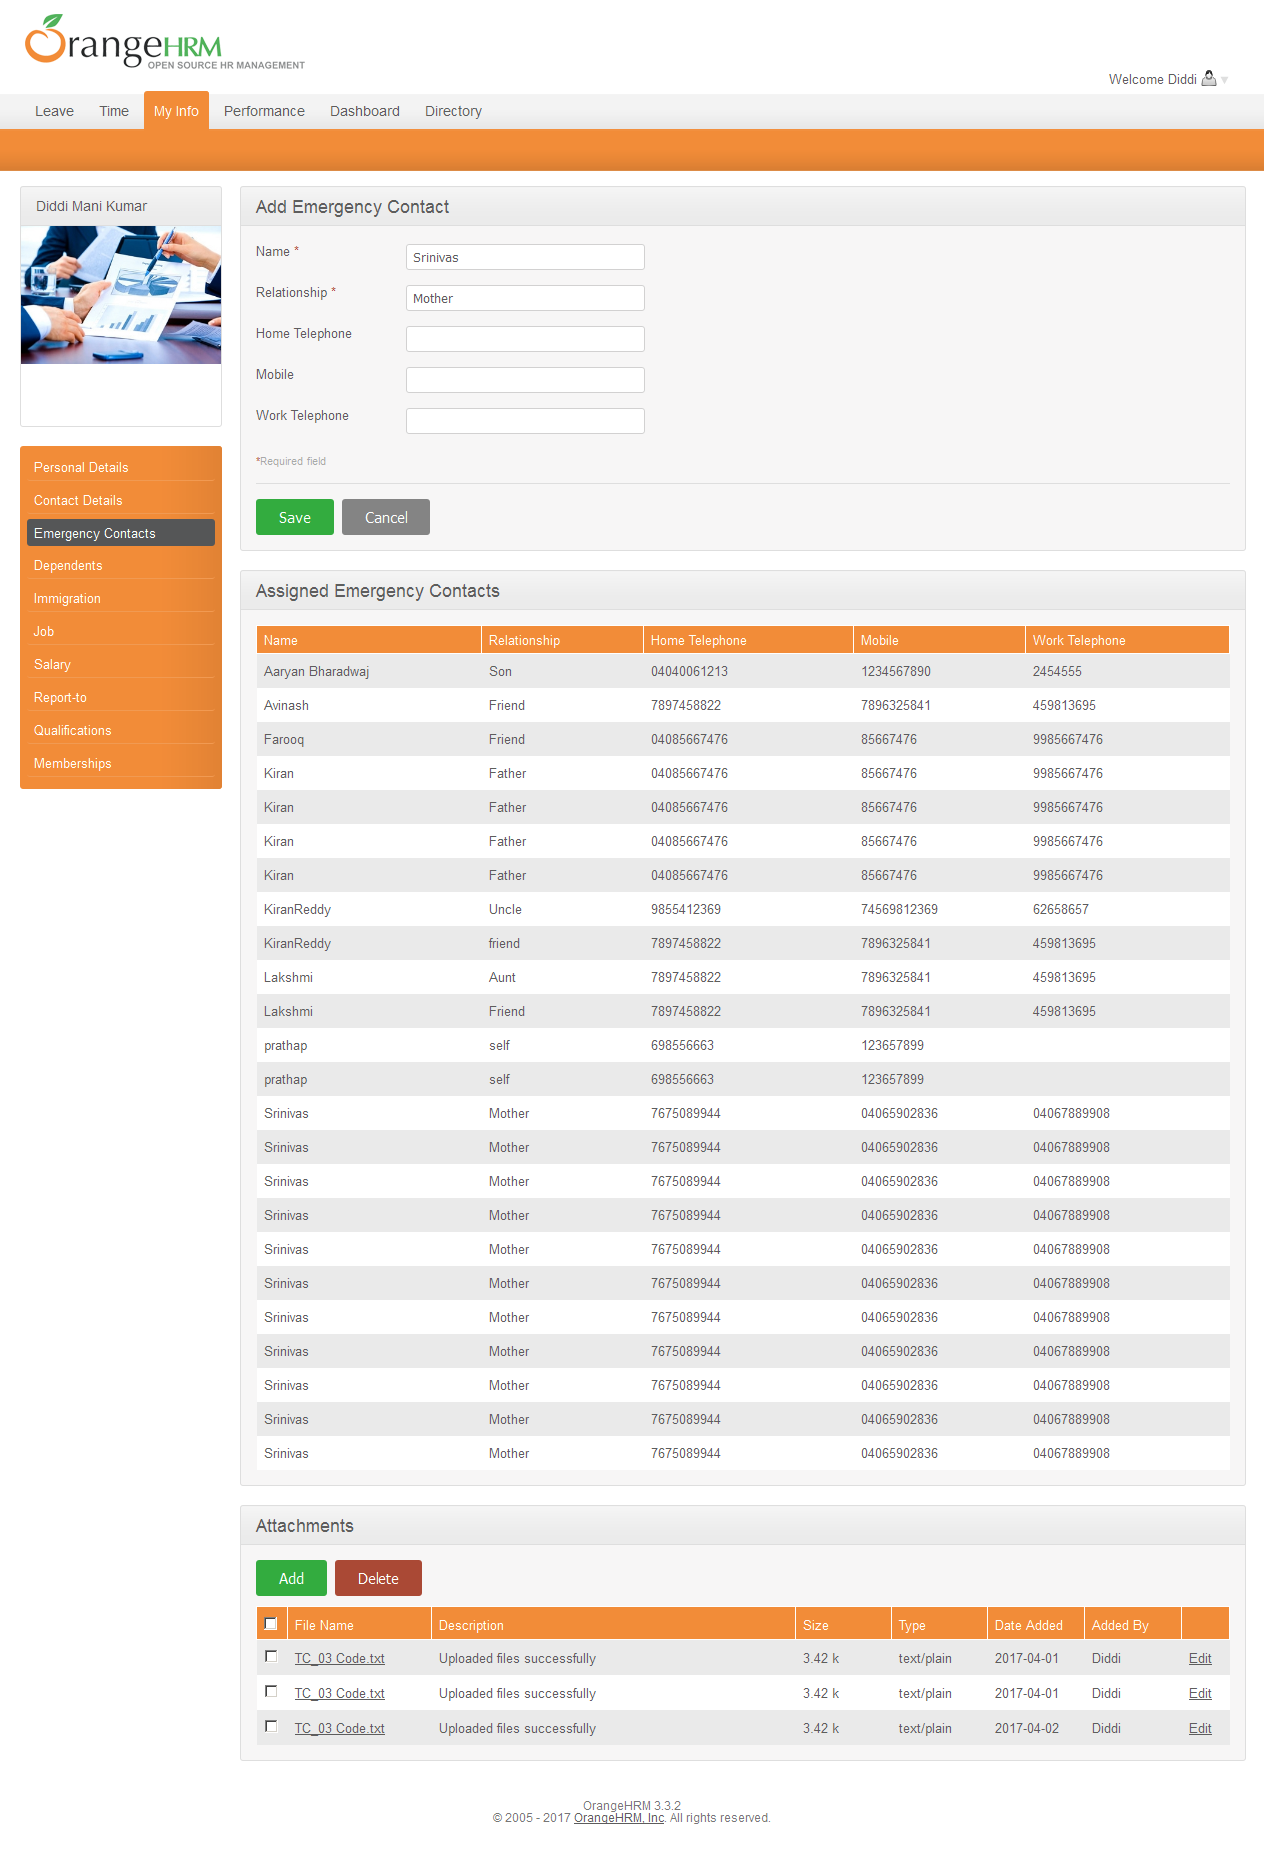 OrangeHRM
OPEN SOURCE HR MANAGEMENT
Welcome Diddi
Leave Time My Info Performance Dashboard Directory
Diddi Mani Kumar
Personal Details
Contact Details
Emergency Contacts
Dependents
Immigration
Job
Salary
Report-to
Qualifications
Memberships
Add Emergency Contact
Name * Srinivas
Relationship * Mother
Home Telephone
Mobile
Work Telephone
*Required field
Save Cancel
Assigned Emergency Contacts
Name Relationship Home Telephone Mobile Work Telephone
Aaryan Bharadwaj Son 04040061213 1234567890 2454555
Avinash Friend 7897458822 7896325841 459813695
Farooq Friend 04085667476 85667476 9985667476
Kiran Father 04085667476 85667476 9985667476
Kiran Father 04085667476 85667476 9985667476
Kiran Father 04085667476 85667476 9985667476
Kiran Father 04085667476 85667476 9985667476
KiranReddy Uncle 9855412369 74569812369 62658657
KiranReddy friend 7897458822 7896325841 459813695
Lakshmi Aunt 7897458822 7896325841 459813695
Lakshmi Friend 7897458822 7896325841 459813695
prathap self 698556663 123657899
prathap self 698556663 123657899
Srinivas Mother 7675089944 04065902836 04067889908
Srinivas Mother 7675089944 04065902836 04067889908
Srinivas Mother 7675089944 04065902836 04067889908
Srinivas Mother 7675089944 04065902836 04067889908
Srinivas Mother 7675089944 04065902836 04067889908
Srinivas Mother 7675089944 04065902836 04067889908
Srinivas Mother 7675089944 04065902836 04067889908
Srinivas Mother 7675089944 04065902836 04067889908
Srinivas Mother 7675089944 04065902836 04067889908
Srinivas Mother 7675089944 04065902836 04067889908
Srinivas Mother 7675089944 04065902836 04067889908
Attachments
Add Delete
File Name Description Size Type Date Added Added By
TC_03 Code.txt Uploaded files successfully 3.42 k text/plain 2017-04-01 Diddi Edit
TC_03 Code.txt Uploaded files successfully 3.42 k text/plain 2017-04-01 Diddi Edit
TC_03 Code.txt Uploaded files successfully 3.42 k text/plain 2017-04-02 Diddi Edit
OrangeHRM 3.3.2
© 2005 - 2017 OrangeHRM, Inc. All rights reserved.